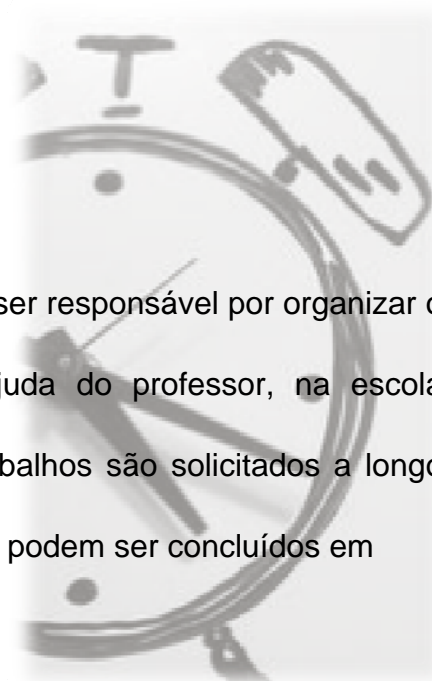 ser responsável por organizar
juda do professor, na escola
balhos são solicitados a longo
podem ser concluídos em